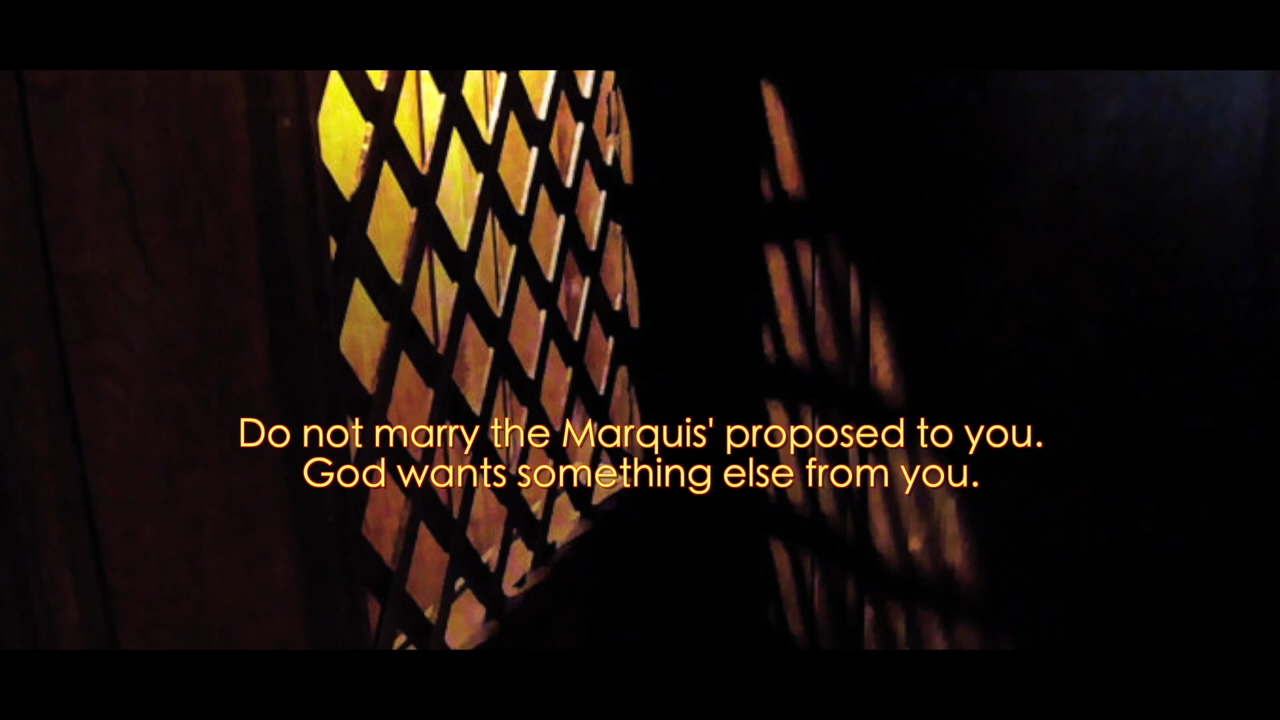 Do not marry the Marquis' proposed to you.
God wants something else from you.